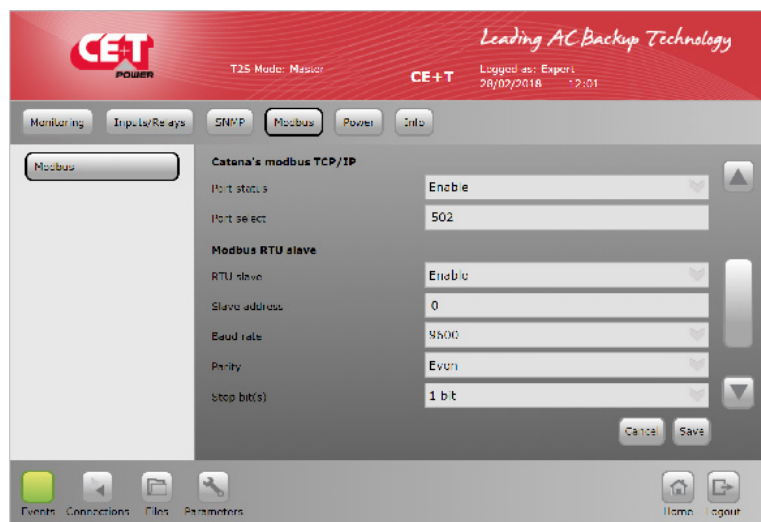 CE+T
POWER
Leading AC Backup Technology
T2S Mode: Master
CE+T
Logged as: Expert
28/02/2018 12:01
Monitoring
Inputs/Relays
SNMP
Modbus
Power
Info
Modbus
Catena's modbus TCP/IP
Port status
Enable
Port select
502
Modbus RTU slave
RTU slave
Enable
Slave address
0
Baud rate
9600
Parity
Even
Stop bit(s)
1 bit
Cancel
Save
Events
Connections
Files
Parameters
Home
Logout